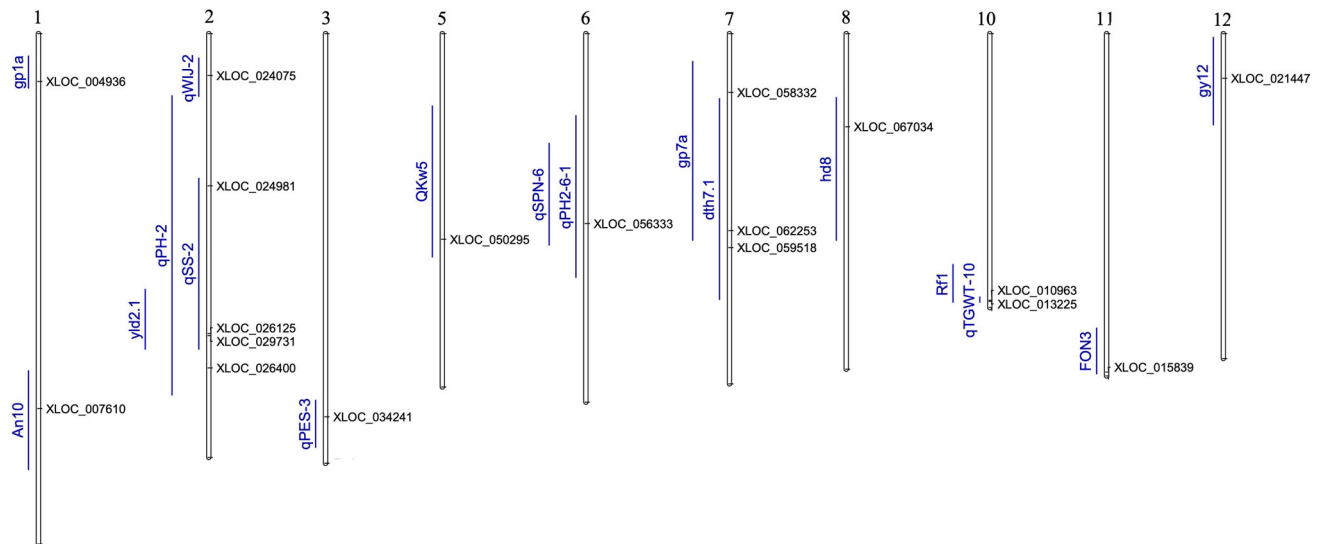 1
2
3
5
6
7
8
10
11
12
gp1a
XLOC_004936
An10
XLOC_007610
qWIJ-2
XLOC_024075
qPH-2
XLOC_024981
qSS-2
yld2.1
XLOC_026125
XLOC_029731
XLOC_026400
qPES-3
XLOC_034241
QKw5
XLOC_050295
qSPN-6
qPH2-6-1
XLOC_056333
gp7a
XLOC_058332
dth7.1
XLOC_062253
XLOC_059518
hd8
XLOC_067034
Rf1
qTGWT-10
XLOC_010963
XLOC_013225
FON3
XLOC_015839
gy12
XLOC_021447